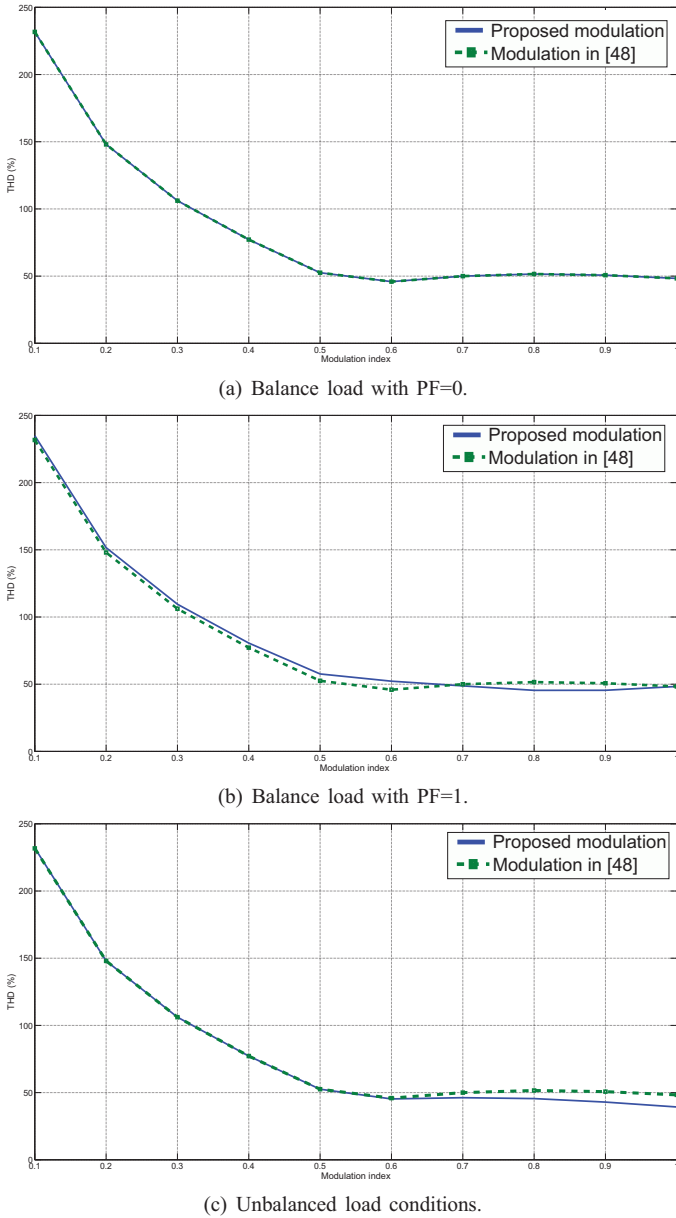 250
200
150
100
50
0
THD (%)
Proposed modulation
Modulation in [48]
0.1 0.2 0.3 0.4 0.5 0.6 0.7 0.8 0.9 1
Modulation index
(a) Balance load with PF=0.
250
200
150
100
50
0
THD (%)
Proposed modulation
Modulation in [48]
0.1 0.2 0.3 0.4 0.5 0.6 0.7 0.8 0.9 1
Modulation index
(b) Balance load with PF=1.
250
200
150
100
50
0
THD (%)
Proposed modulation
Modulation in [48]
0.1 0.2 0.3 0.4 0.5 0.6 0.7 0.8 0.9 1
Modulation index
(c) Unbalanced load conditions.